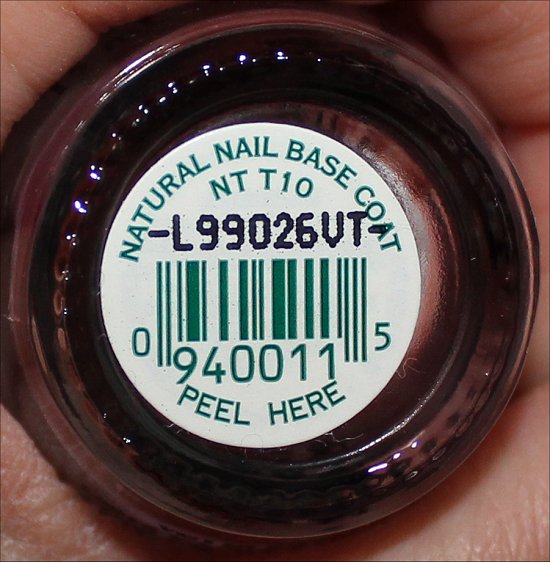 NATURAL NAIL BASE COAT
NT T10
-L99026VT-
0 940011 5
PEEL HERE